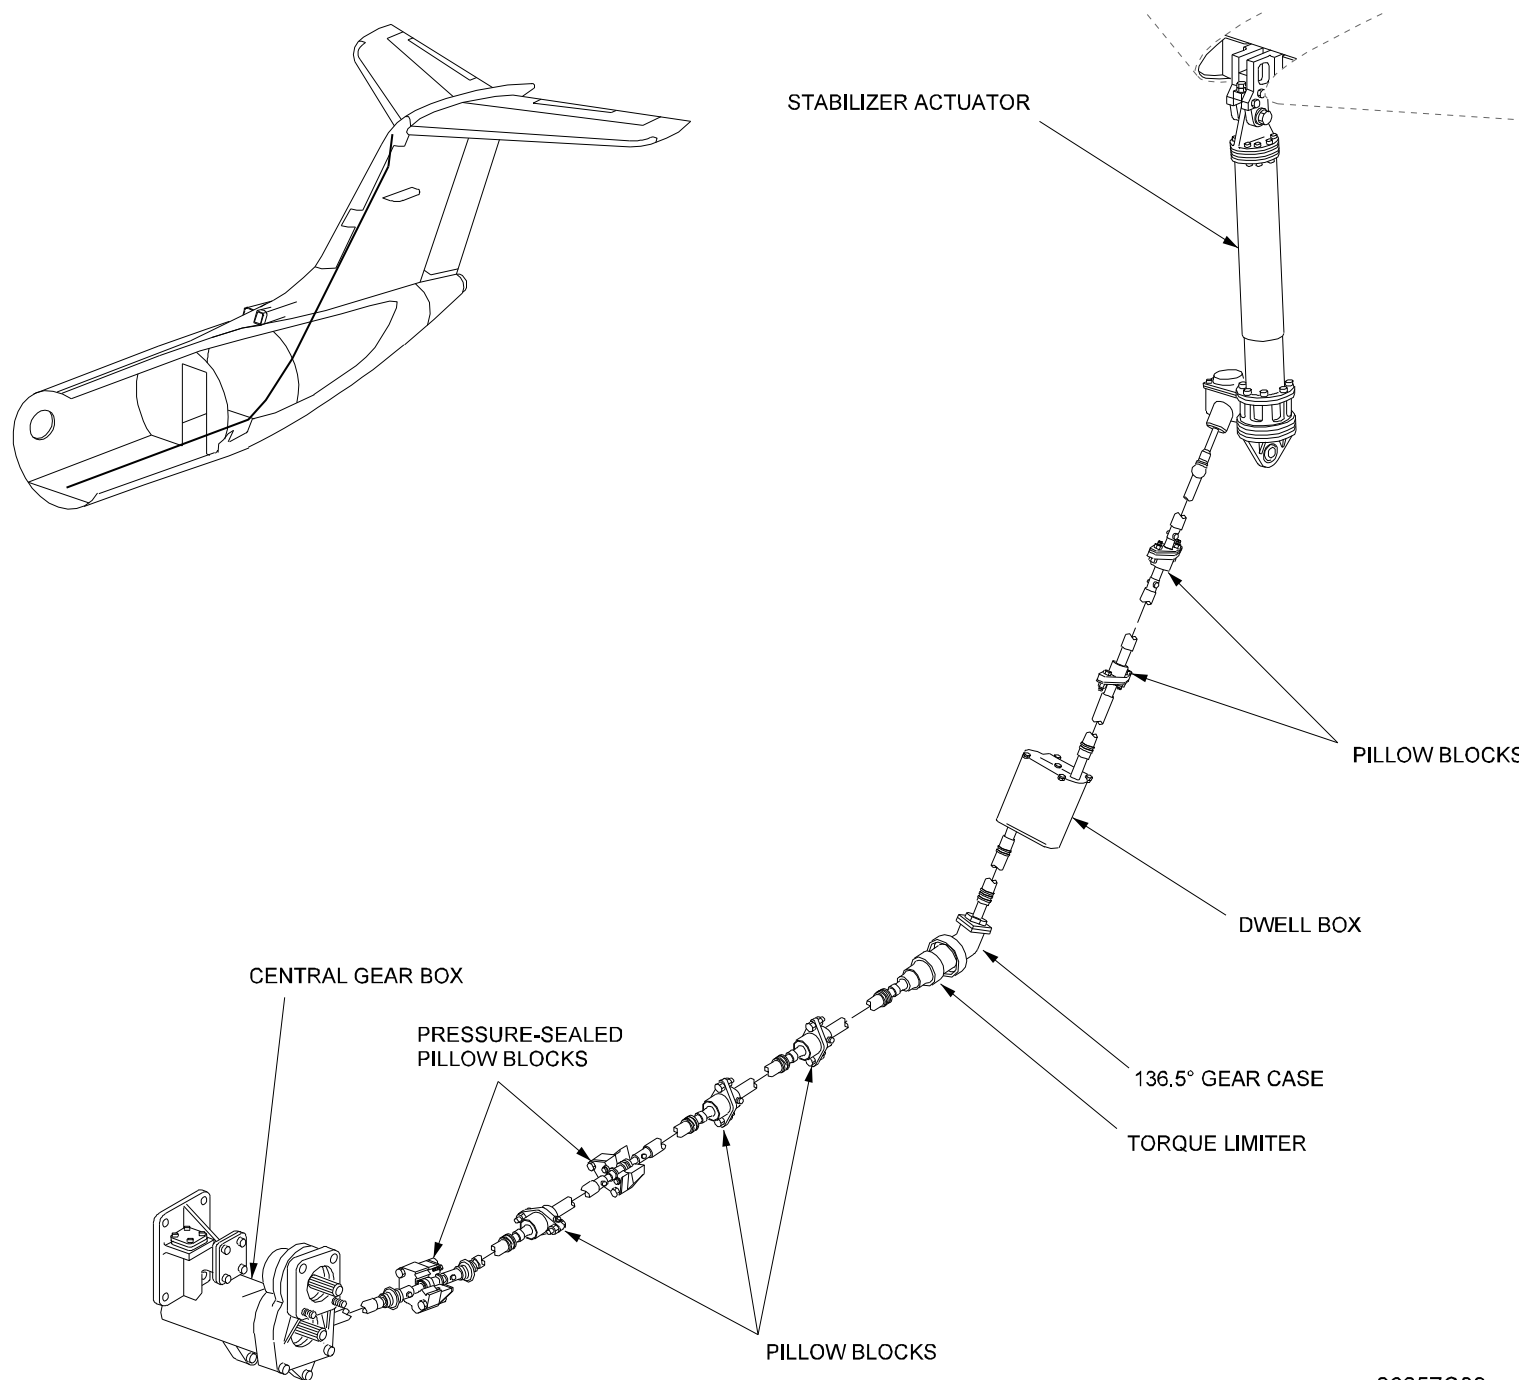 STABILIZER ACTUATOR
PILLOW BLOCKS
DWELL BOX
CENTRAL GEAR BOX
PRESSURE-SEALED
PILLOW BLOCKS
136.5° GEAR CASE
TORQUE LIMITER
PILLOW BLOCKS